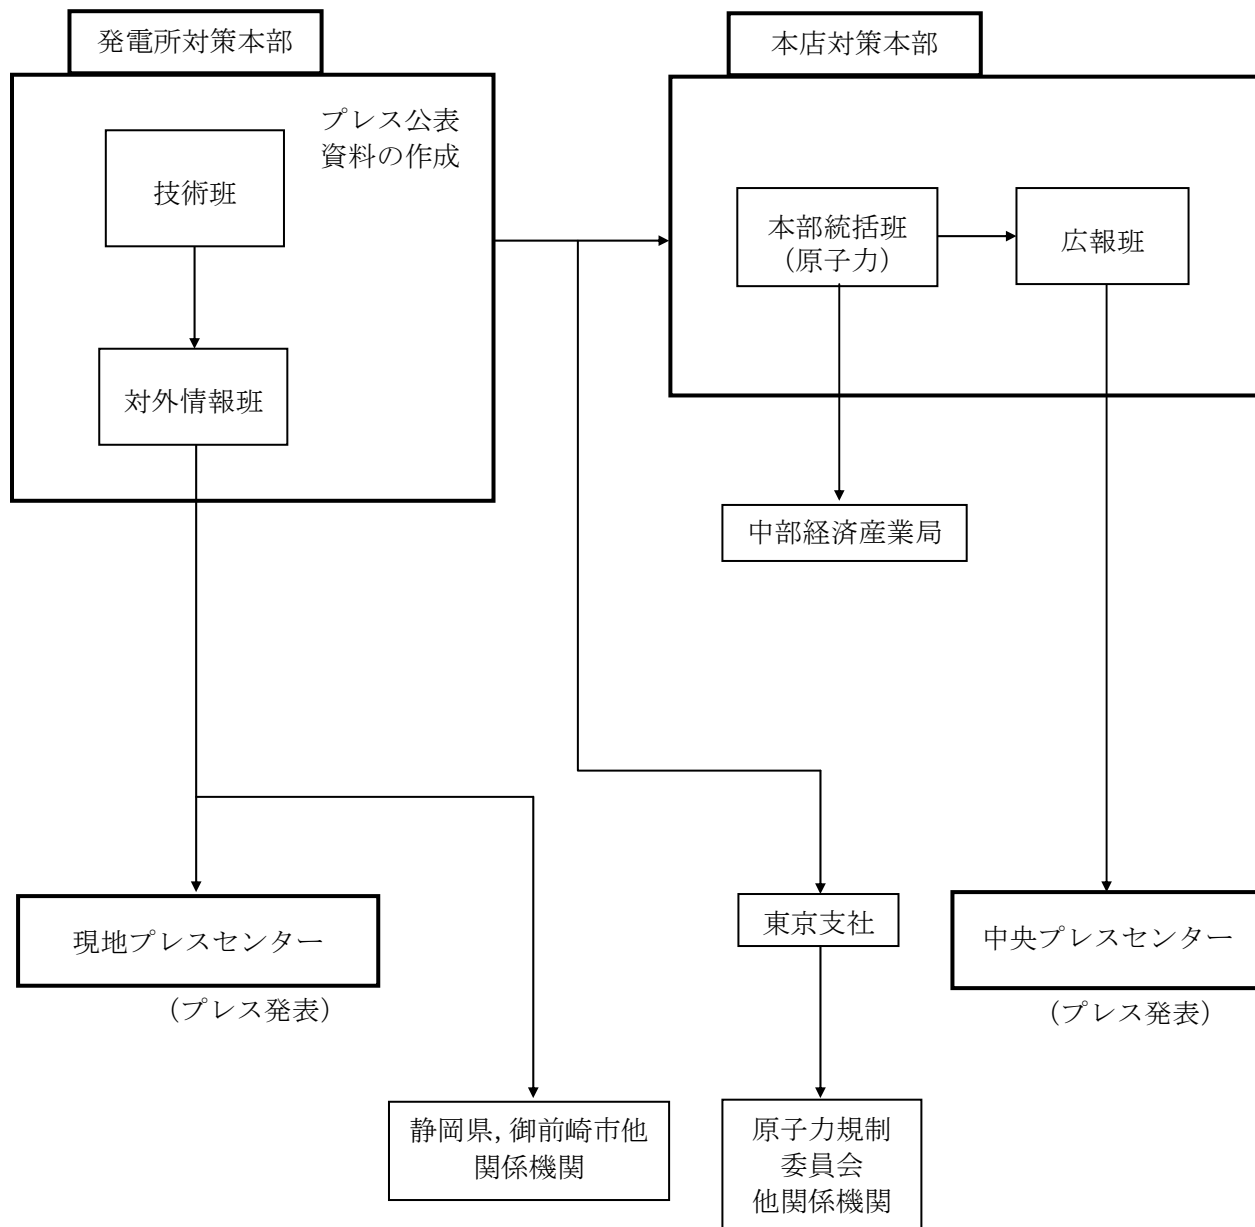 発電所対策本部
本店対策本部
プレス公表
資料の作成
技術班
対外情報班
本部統括班
（原子力）
広報班
中部経済産業局
現地プレスセンター
（プレス発表）
東京支社
中央プレスセンター
（プレス発表）
静岡県，御前崎市他
関係機関
原子力規制
委員会
他関係機関